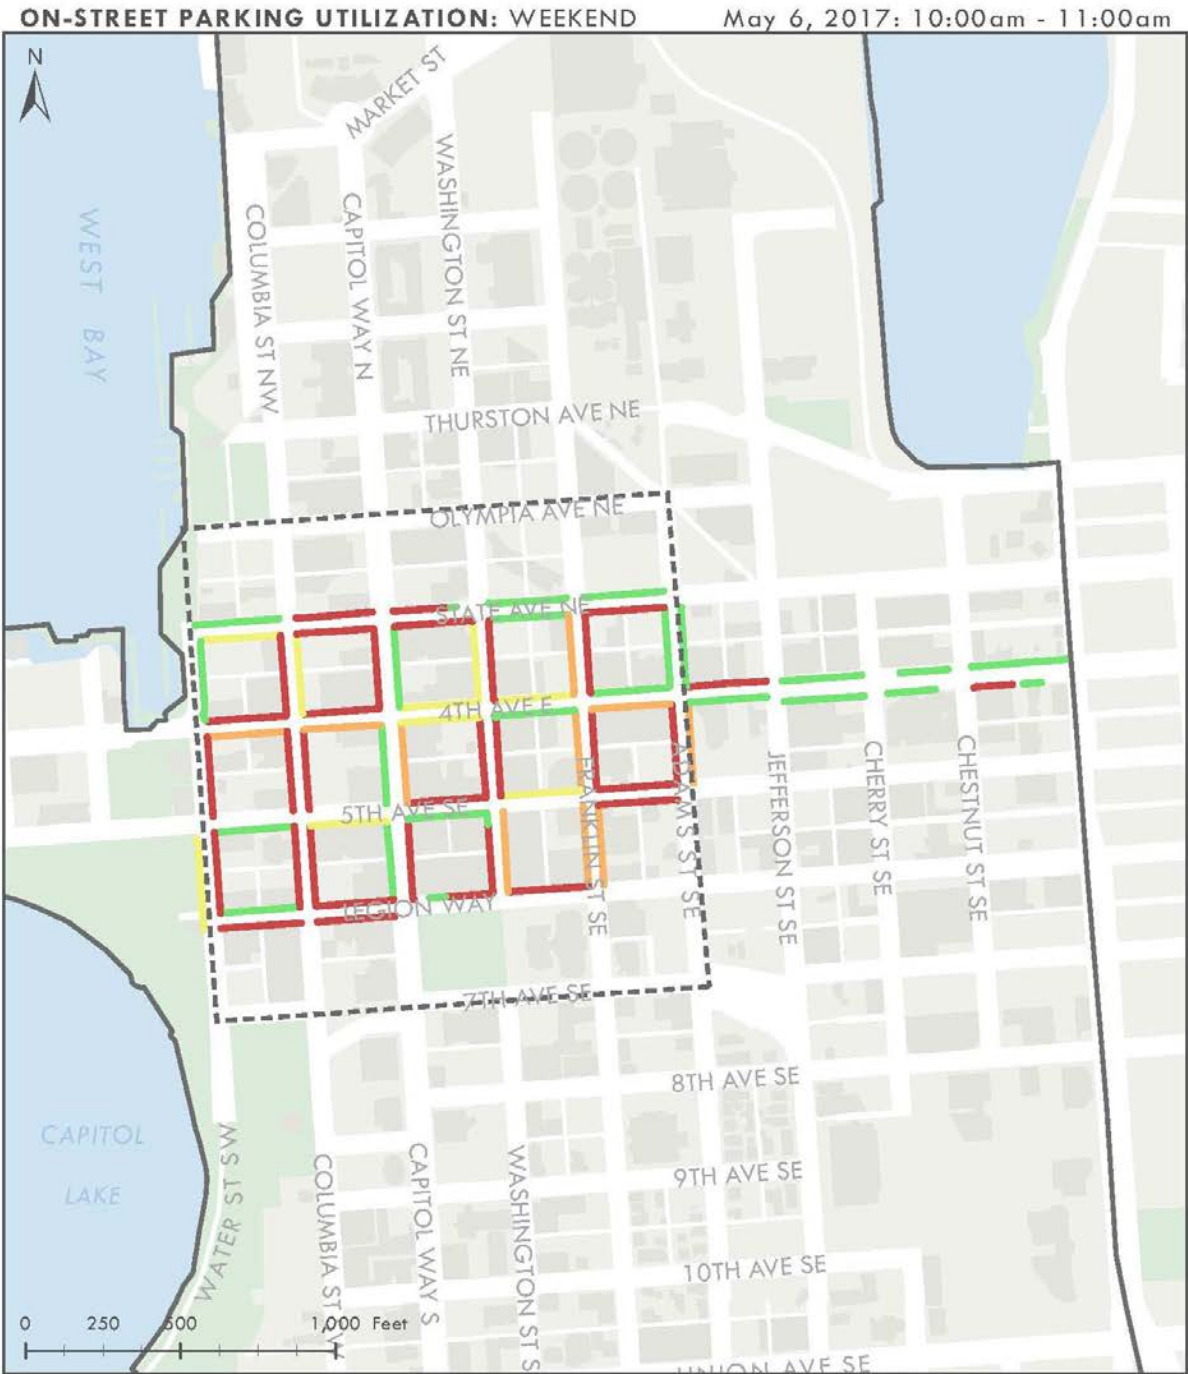 ON-STREET PARKING UTILIZATION: WEEKEND
May 6, 2017: 10:00am - 11:00am
N
MARKET ST
WASHINGTON ST NE
CAPITOL WAY N
COLUMBIA ST NW
WEST BAY
THURSTON AVE NE
OLYMPIA AVE NE
STATE AVE NE
4TH AVE E
5TH AVE SE
FRANKLIN ST SE
ADAMS ST SE
JEFFERSON ST SE
CHERRY ST SE
CHESTNUT ST SE
LEGION WAY
7TH AVE SE
8TH AVE SE
CAPITOL
LAKE
WATER ST SW
COLUMBIA ST W
CAPITOL WAY S
WASHINGTON ST S
9TH AVE SE
10TH AVE SE
UNION AVE SE
0 250 500 1,000 Feet